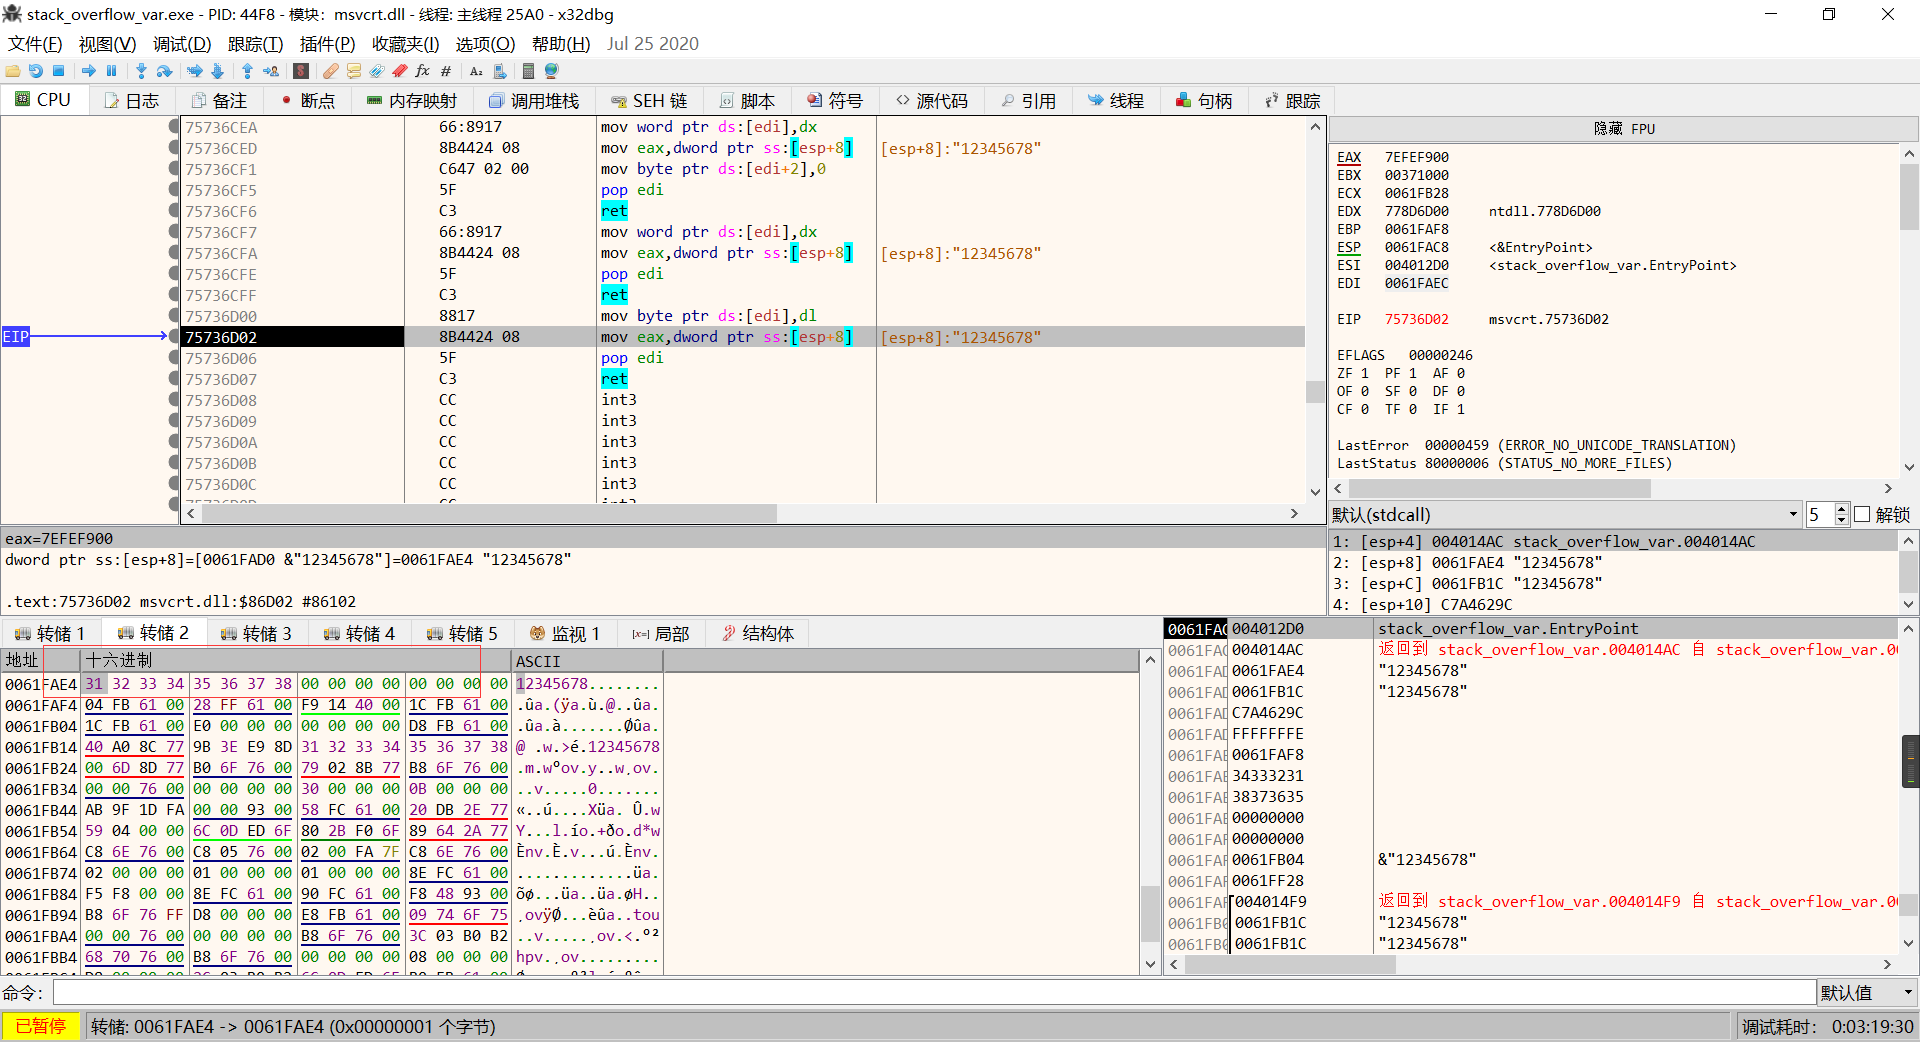 stack_overflow_var.exe - PID: 44F8 - 模块: msvcrt.dll - 线程: 主线程 25A0 - x32dbg
文件(F) 视图(V) 调试(D) 跟踪(T) 插件(P) 收藏夹(I) 选项(O) 帮助(H) Jul 25 2020
CPU 日志 备注 断点 内存映射 调用堆栈 SEH 链 脚本 符号 源代码 引用 线程 句柄 跟踪
75736CEA 66:8917 mov word ptr ds:[edi],dx
75736CED 8B4424 08 mov eax,dword ptr ss:[esp+8] [esp+8]:"12345678"
75736CF1 C647 02 00 mov byte ptr ds:[edi+2],0
75736CF5 5F pop edi
75736CF6 C3 ret
75736CF7 66:8917 mov word ptr ds:[edi],dx
75736CFA 8B4424 08 mov eax,dword ptr ss:[esp+8] [esp+8]:"12345678"
75736CFE 5F pop edi
75736CFF C3 ret
75736D00 8817 mov byte ptr ds:[edi],dl
EIP 75736D02 8B4424 08 mov eax,dword ptr ss:[esp+8] [esp+8]:"12345678"
75736D06 5F pop edi
75736D07 C3 ret
75736D08 CC int3
75736D09 CC int3
75736D0A CC int3
75736D0B CC int3
75736D0C CC int3
隐藏 FPU
EAX 7EFEF900
EBX 00371000
ECX 0061FB28
EDX 778D6D00 ntdll.778D6D00
EBP 0061FAF8
ESP 0061FAC8 <&EntryPoint>
ESI 004012D0 <stack_overflow_var.EntryPoint>
EDI 0061FAEC
EIP 75736D02 msvcrt.75736D02
EFLAGS 00000246
ZF 1 PF 1 AF 0
OF 0 SF 0 DF 0
CF 0 TF 0 IF 1
LastError 00000459 (ERROR_NO_UNICODE_TRANSLATION)
LastStatus 80000006 (STATUS_NO_MORE_FILES)
默认(stdcall) 5 解锁
1: [esp+4] 004014AC stack_overflow_var.004014AC
2: [esp+8] 0061FAE4 "12345678"
3: [esp+C] 0061FB1C "12345678"
4: [esp+10] C7A4629C
eax=7EFEF900
dword ptr ss:[esp+8]=[0061FAD0 &"12345678"]=0061FAE4 "12345678"
.text:75736D02 msvcrt.dll:$86D02 #86102
转储 1 转储 2 转储 3 转储 4 转储 5 监视 1 [x=] 局部 结构体
地址 十六进制 ASCII
0061FAE4 31 32 33 34 35 36 37 38 00 00 00 00 00 00 00 00 12345678........
0061FAF4 04 FB 61 00 28 FF 61 00 F9 14 40 00 1C FB 61 00 .ûa.(ÿa.ù.@..ûa.
0061FB04 1C FB 61 00 E0 00 00 00 00 00 00 00 D8 FB 61 00 .ûa.à.......Øûa.
0061FB14 40 A0 8C 77 9B 3E E9 8D 31 32 33 34 35 36 37 38 @ .w.>é.12345678
0061FB24 00 6D 8D 77 B0 6F 76 00 79 02 8B 77 B8 6F 76 00 .m.w°ov.y..w¸ov.
0061FB34 00 00 76 00 00 00 00 00 30 00 00 00 0B 00 00 00 ..v.....0.......
0061FB44 AB 9F 1D FA 00 00 93 00 58 FC 61 00 20 DB 2E 77 «..ú....Xüa. Û.w
0061FB54 59 04 00 00 6C 0D ED 6F 80 2B F0 6F 89 64 2A 77 Y...l.ío.+ðo.d*w
0061FB64 C8 6E 76 00 C8 05 76 00 02 00 FA 7F C8 6E 76 00 Ènv.È.v...ú.Ènv.
0061FB74 02 00 00 00 01 00 00 00 01 00 00 00 8E FC 61 00 .............üa.
0061FB84 F5 F8 00 00 8E FC 61 00 90 FC 61 00 F8 48 93 00 õø...üa..üa.øH..
0061FB94 B8 6F 76 FF D8 00 00 00 E8 FB 61 00 09 74 6F 75 ¸ovÿØ...èûa..tou
0061FBA4 00 00 76 00 00 00 00 00 B8 6F 76 00 3C 03 B0 B2 ..v.....¸ov.<.°²
0061FBB4 68 70 76 00 B8 6F 76 00 00 00 00 00 08 00 00 00 hpv.¸ov.........
0061FAC 004012D0 stack_overflow_var.EntryPoint
0061FAC 004014AC 返回到 stack_overflow_var.004014AC 自 stack_overflow_var.0
0061FAD 0061FAE4 "12345678"
0061FAD 0061FB1C "12345678"
0061FAD C7A4629C
0061FAD FFFFFFFE
0061FAE 0061FAF8
0061FAE 34333231
0061FAE 38373635
0061FAE 00000000
0061FAF 00000000
0061FAF 0061FB04 &"12345678"
0061FAF 0061FF28
0061FAF 004014F9 返回到 stack_overflow_var.004014F9 自 stack_overflow_var.0
0061FB0 0061FB1C "12345678"
0061FB0 0061FB1C "12345678"
命令: 默认值
已暂停 转储: 0061FAE4 -> 0061FAE4 (0x00000001 个字节) 调试耗时: 0:03:19:30